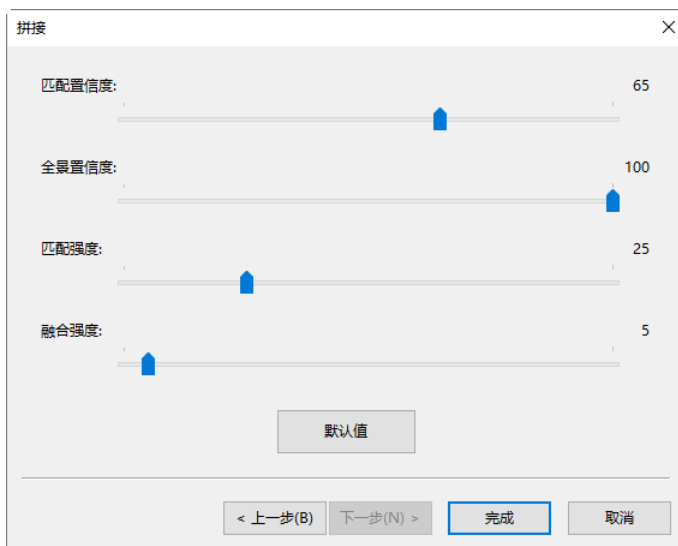 拼接
匹配置信度: 65
全景置信度: 100
匹配强度: 25
融合强度: 5
默认值
< 上一步(B) 下一步(N) > 完成 取消